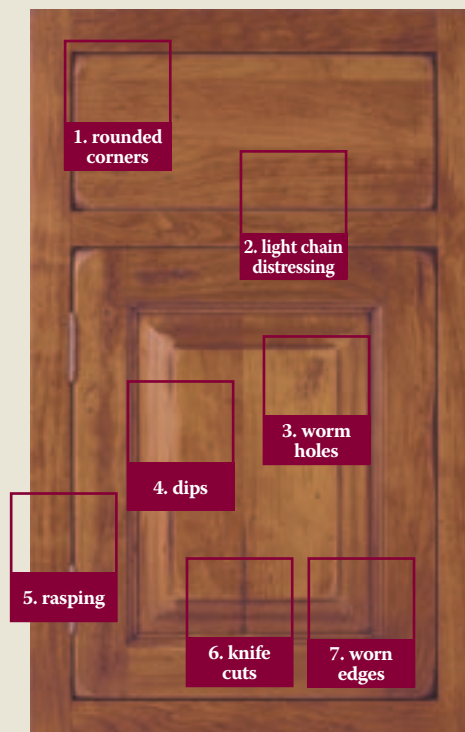 1. rounded
corners
2. light chain
distressing
3. worm
holes
4. dips
5. rasping
6. knife
cuts
7. worn
edges